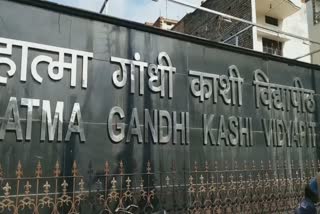 हात्मा गांधी काशी विद्यापीठ
ATMA GANDHI KASHI VIDYAPIT